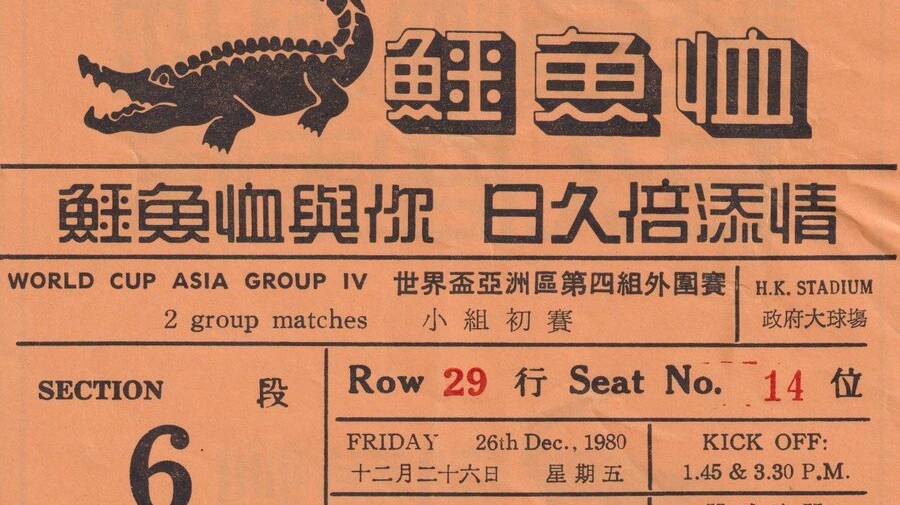 鱷魚恤
鱷魚恤與你 日久倍添情
WORLD CUP ASIA GROUP IV 世界盃亞洲區第四組外圍賽
2 group matches 小組初賽
H.K. STADIUM
政府大球場
SECTION 段
6
Row 29 行 Seat No. 14 位
FRIDAY 26th Dec., 1980
十二月二十六日 星期五
KICK OFF:
1.45 & 3.30 P.M.